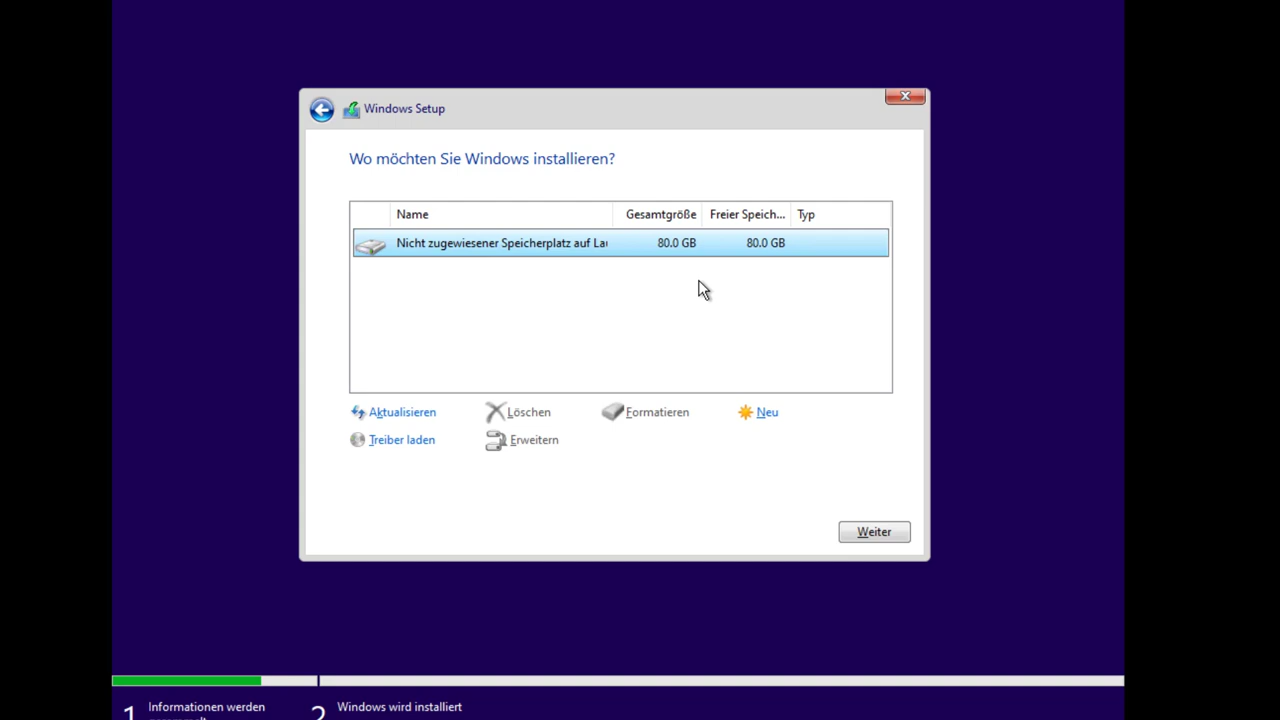 Windows Setup
Wo möchten Sie Windows installieren?
Name Gesamtgröße Freier Speich... Typ
Nicht zugewiesener Speicherplatz auf 80.0 GB 80.0 GB
Aktualisieren Löschen Formatieren Neu
Treiber laden Erweitern
Weiter
1 Informationen werden 2 Windows wird installiert